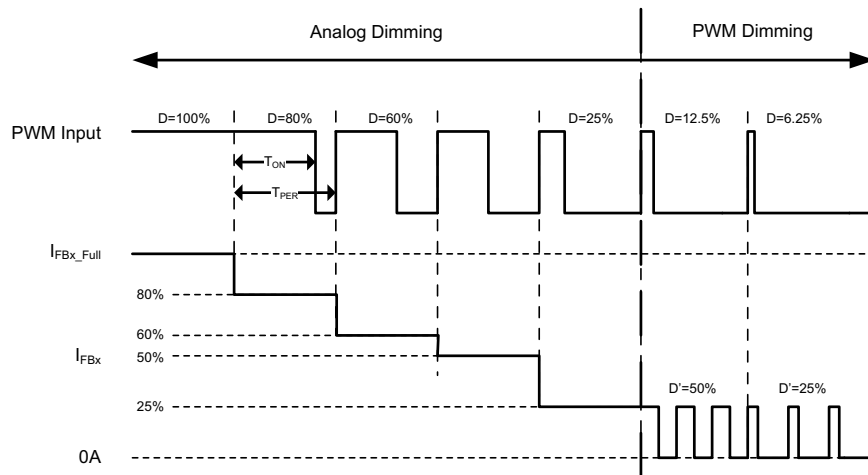 Analog Dimming PWM Dimming
D=100% D=80% D=60% D=25% D=12.5% D=6.25%
PWM Input
TON
TPER
IFBx_Full
80%
60%
IFBx
50%
D'=50% D'=25%
25%
0A